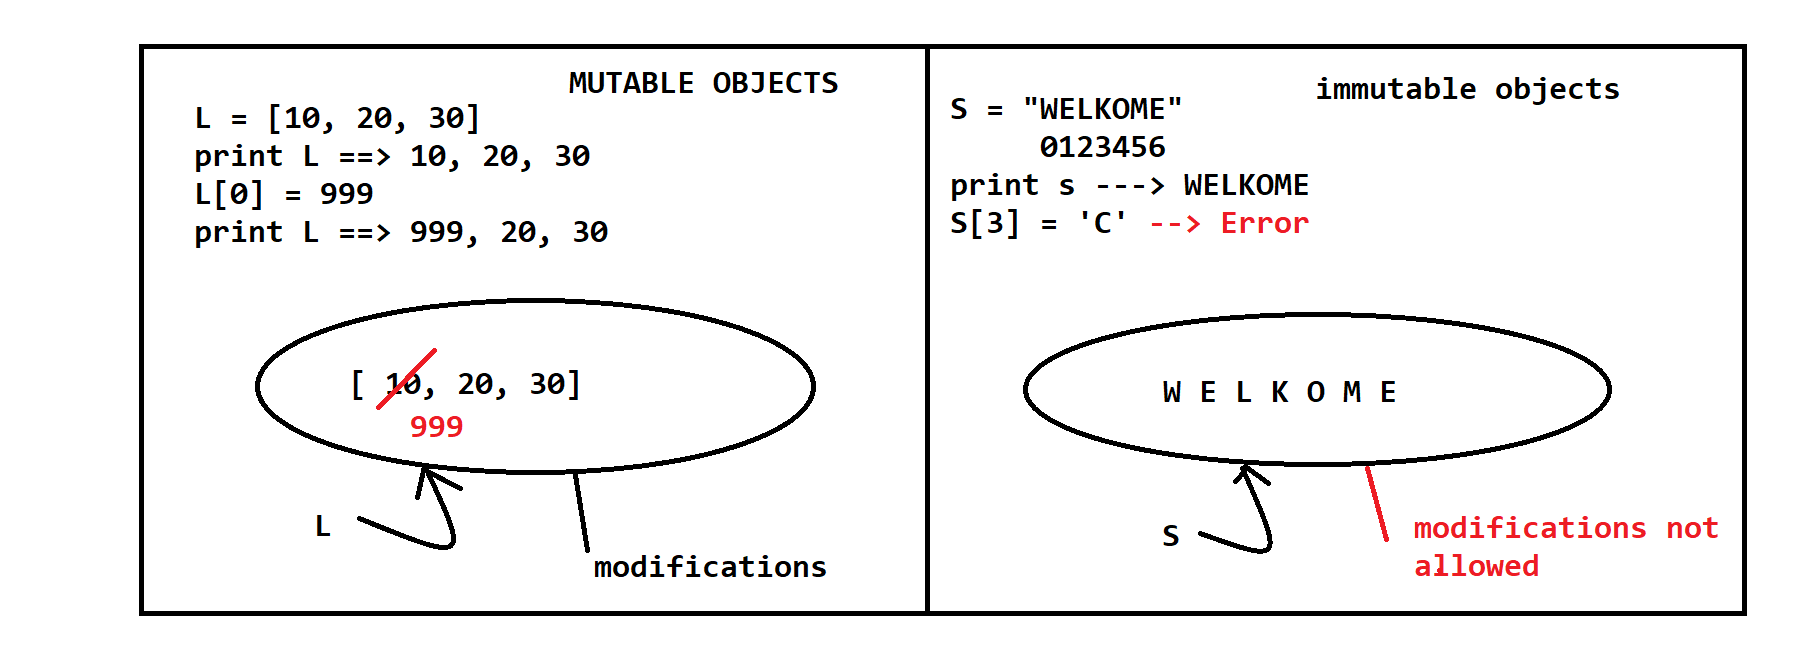 MUTABLE OBJECTS
L = [10, 20, 30]
print L ==> 10, 20, 30
L[0] = 999
print L ==> 999, 20, 30
[ 10, 20, 30]
999
L
modifications
immutable objects
S = "WELKOME"
0123456
print s ---> WELKOME
S[3] = 'C' --> Error
W E L K O M E
S
modifications not
allowed